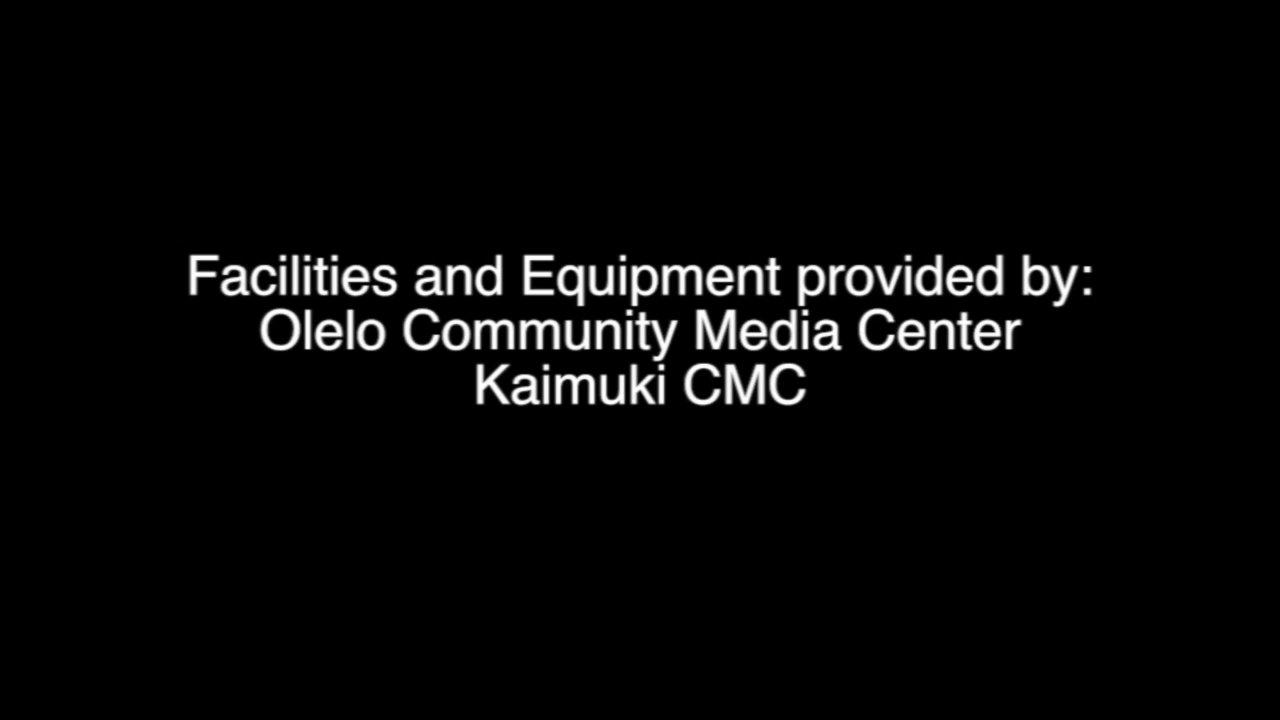 Facilities and Equipment provided by:
Olelo Community Media Center
Kaimuki CMC